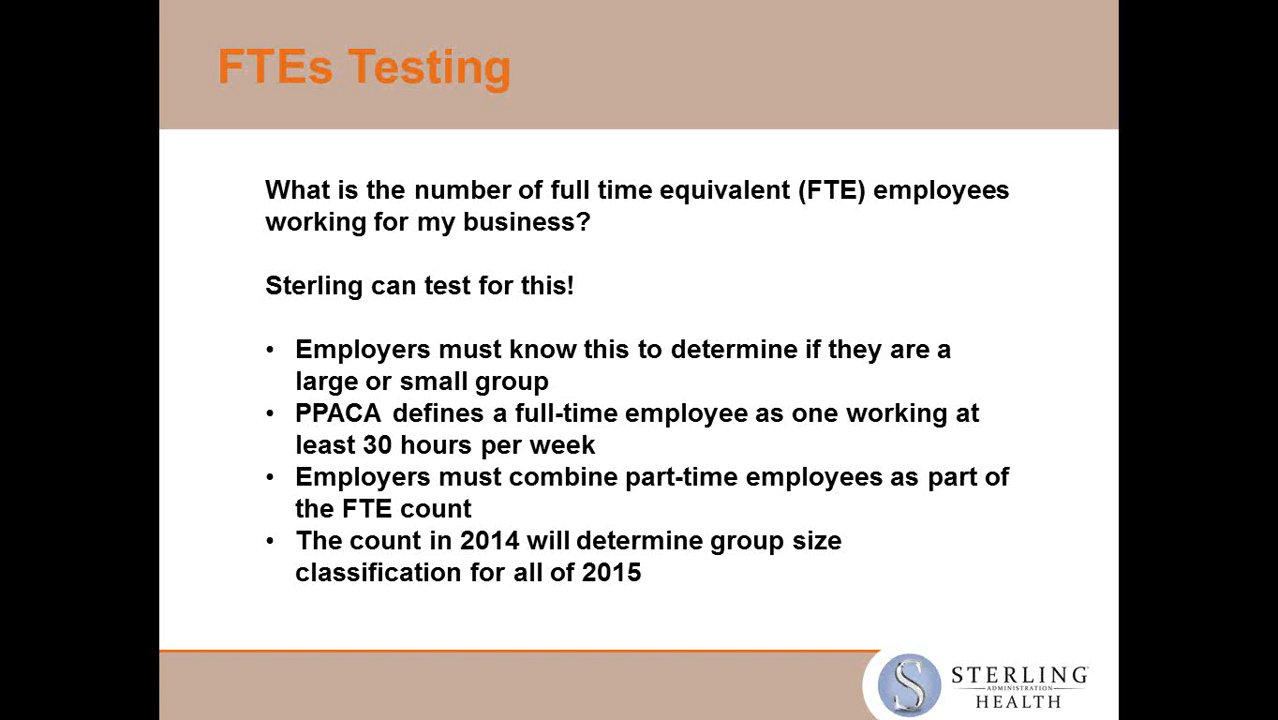 FTEs Testing
What is the number of full time equivalent (FTE) employees
working for my business?
Sterling can test for this!
• Employers must know this to determine if they are a
large or small group
• PPACA defines a full-time employee as one working at
least 30 hours per week
• Employers must combine part-time employees as part of
the FTE count
• The count in 2014 will determine group size
classification for all of 2015
S
STERLING
ADMINISTRATION
HEALTH